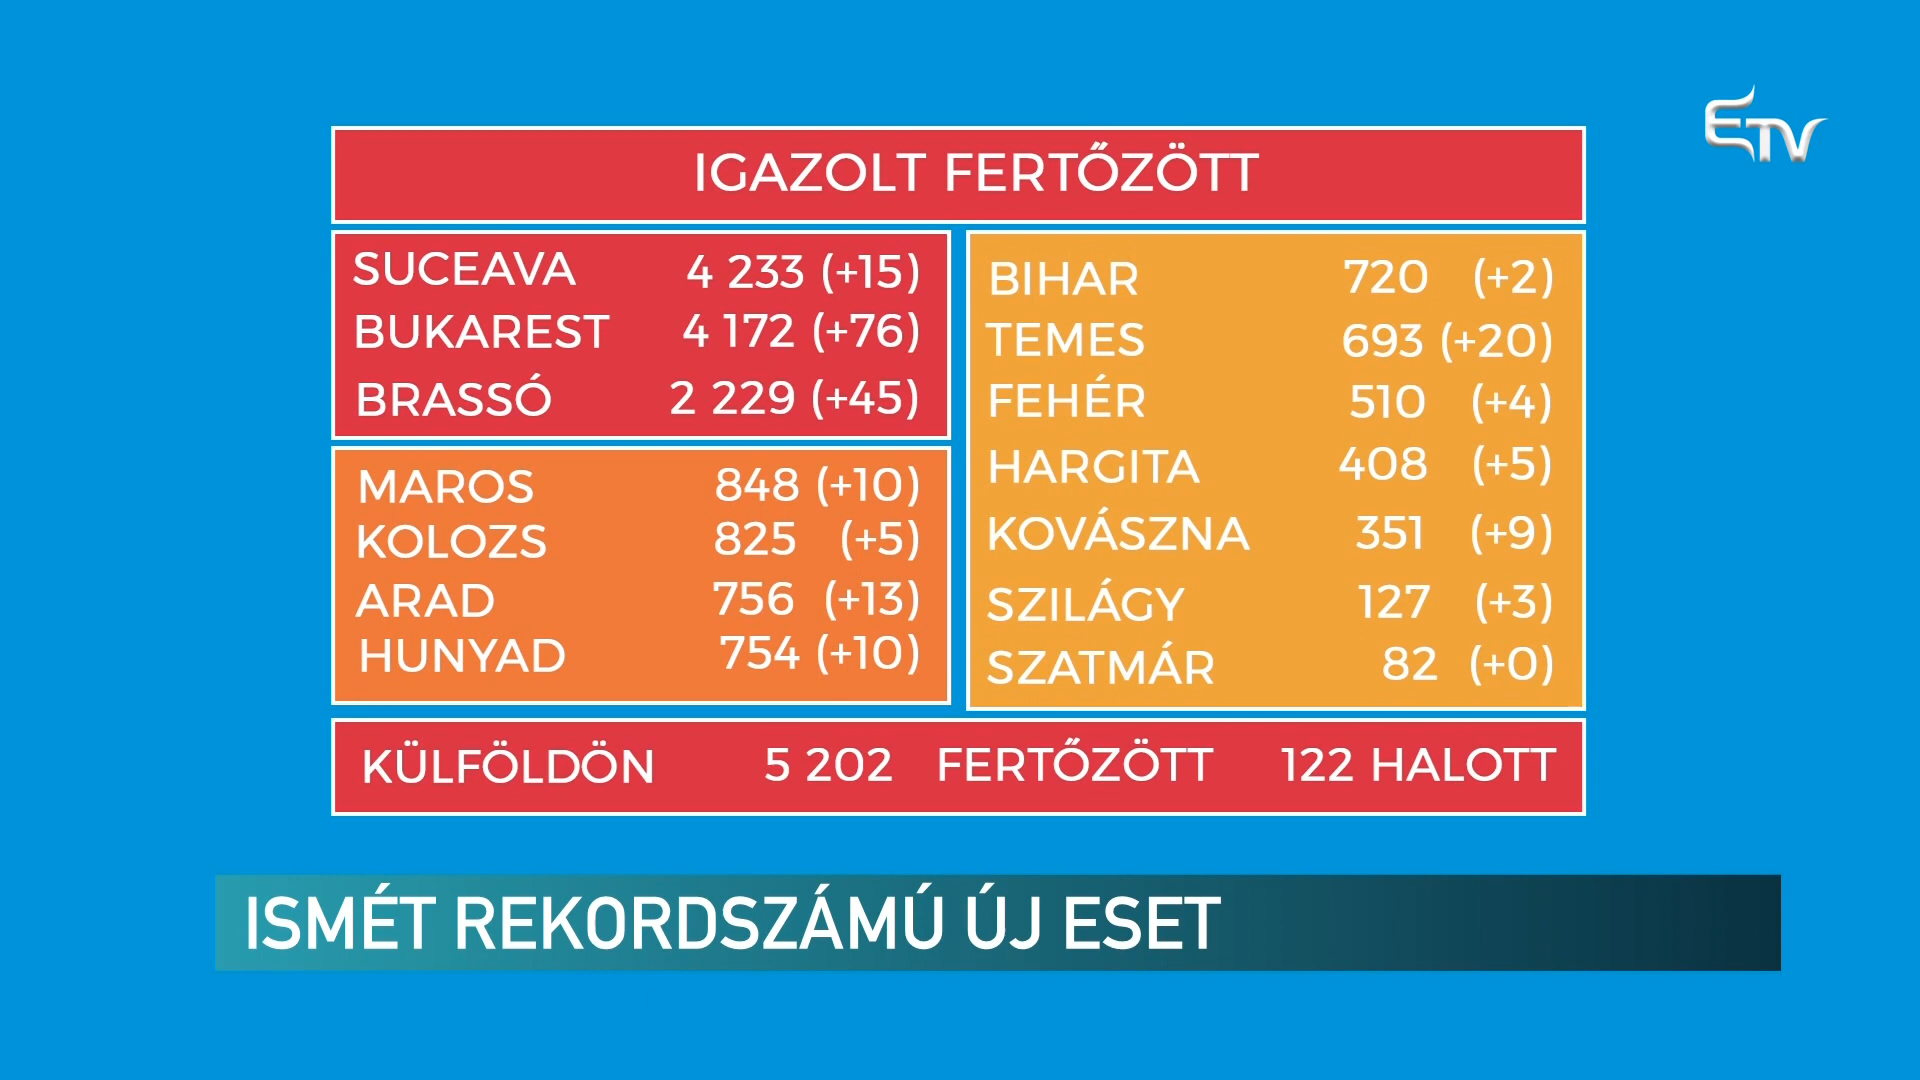 ETV
IGAZOLT FERTŐZÖTT
SUCEAVA 4 233 (+15)
BUKAREST 4 172 (+76)
BRASSÓ 2 229 (+45)
MAROS 848 (+10)
KOLOZS 825 (+5)
ARAD 756 (+13)
HUNYAD 754 (+10)
BIHAR 720 (+2)
TEMES 693 (+20)
FEHÉR 510 (+4)
HARGITA 408 (+5)
KOVÁSZNA 351 (+9)
SZILÁGY 127 (+3)
SZATMÁR 82 (+0)
KÜLFÖLDÖN 5 202 FERTŐZÖTT 122 HALOTT
ISMÉT REKORDSZÁMÚ ÚJ ESET